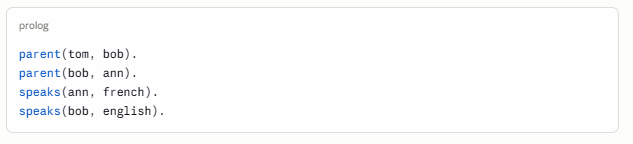 prolog
parent(tom, bob).
parent(bob, ann).
speaks(ann, french).
speaks(bob, english).